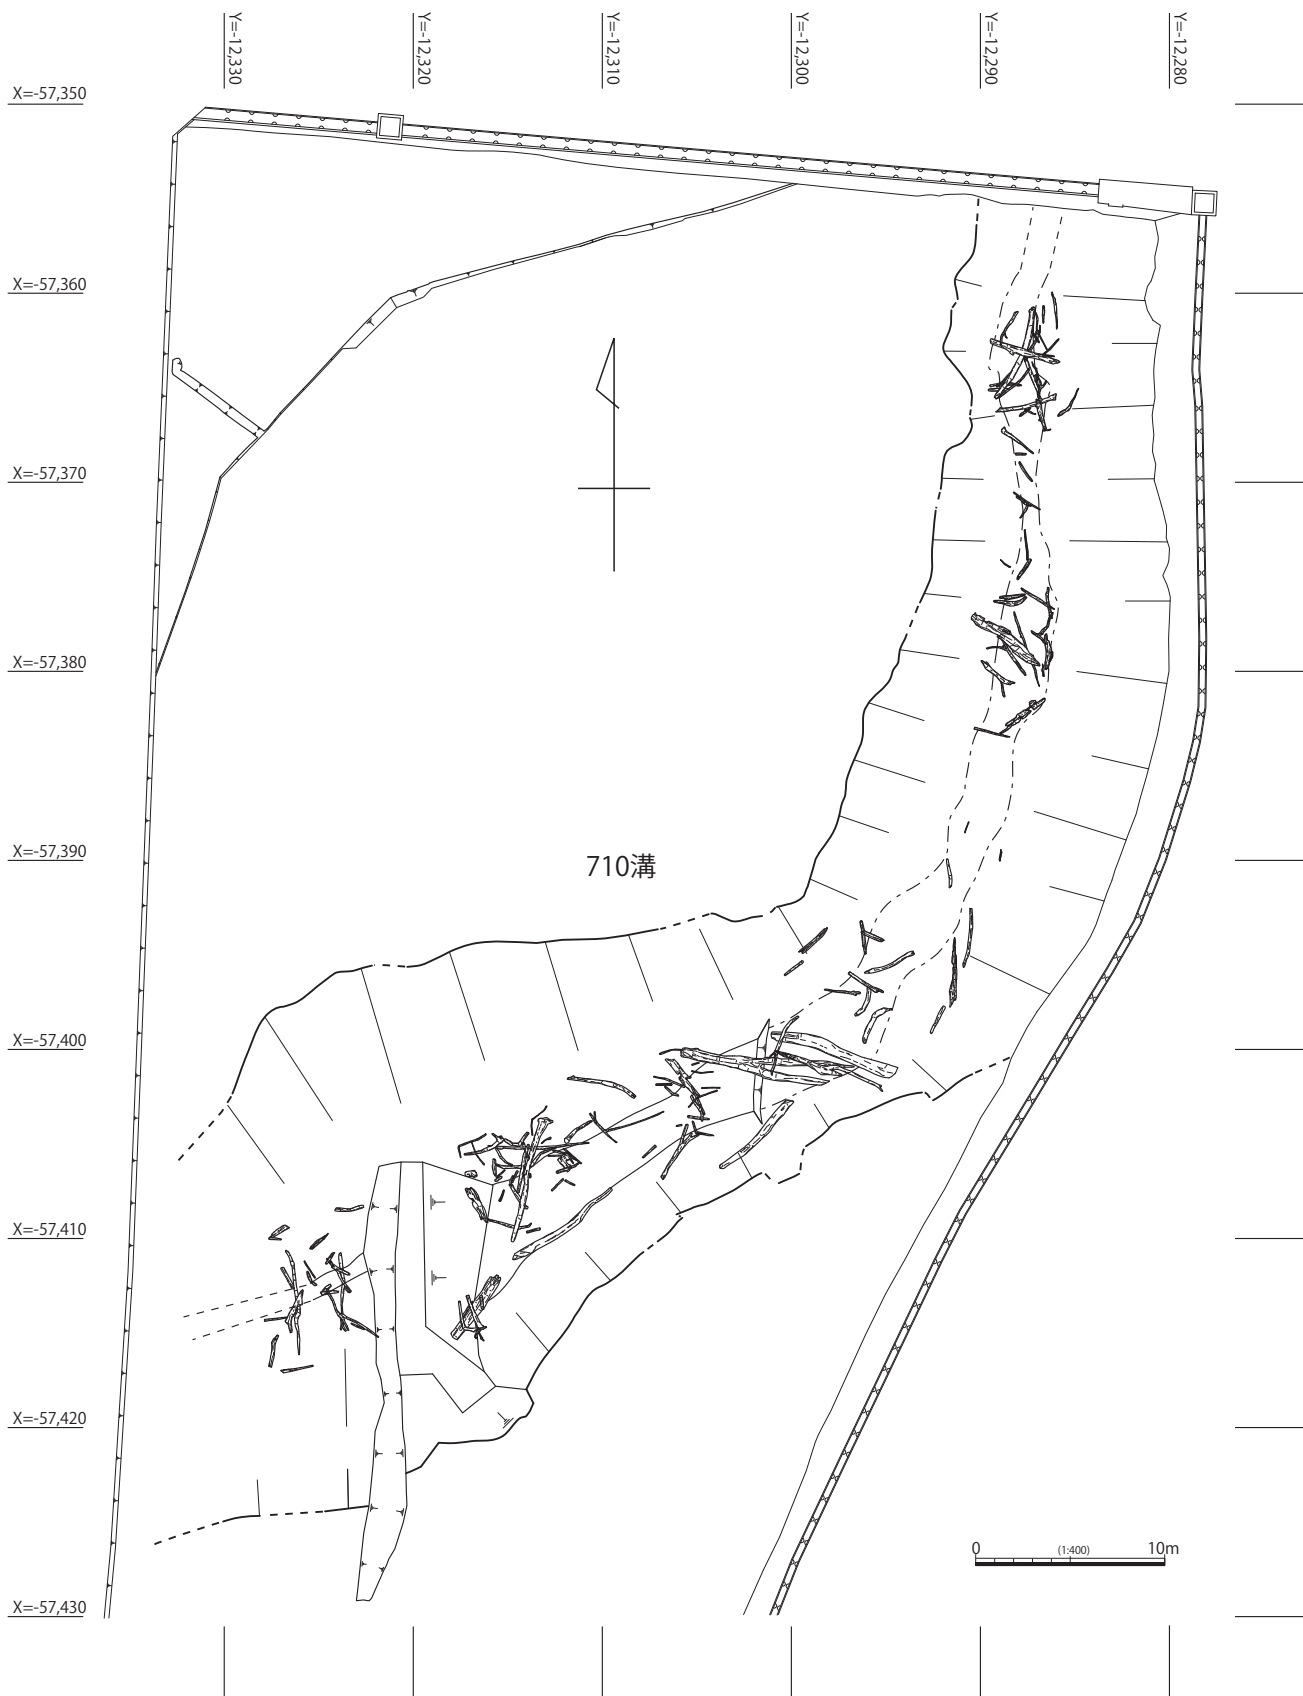 Y=-12,330
Y=-12,320
Y=-12,310
Y=-12,300
Y=-12,290
Y=-12,280
X=-57,350
X=-57,360
X=-57,370
X=-57,380
X=-57,390
710溝
X=-57,400
X=-57,410
X=-57,420
0 (1:400) 10m
X=-57,430